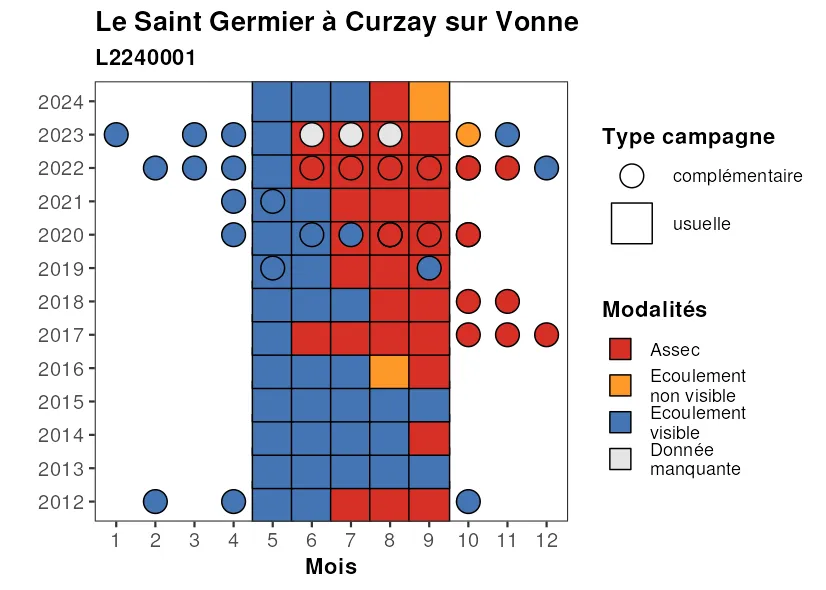 Le Saint Germier à Curzay sur Vonne
L2240001
2024
2023
2022
2021
2020
2019
2018
2017
2016
2015
2014
2013
2012
1 2 3 4 5 6 7 8 9 10 11 12
Mois
Type campagne
complémentaire
usuelle
Modalités
Assec
Ecoulement
non visible
Ecoulement
visible
Donnée
manquante